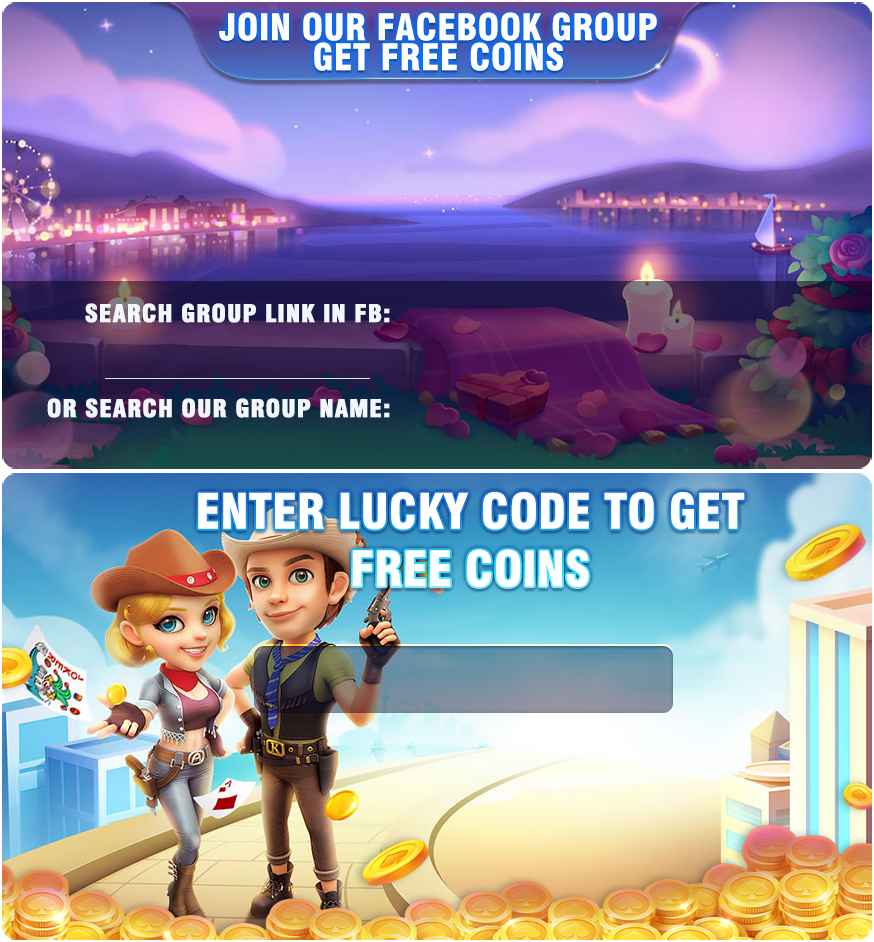 JOIN OUR FACEBOOK GROUP
GET FREE COINS
SEARCH GROUP LINK IN FB:
OR SEARCH OUR GROUP NAME:
ENTER LUCKY CODE TO GET
FREE COINS
JOKER
K
A